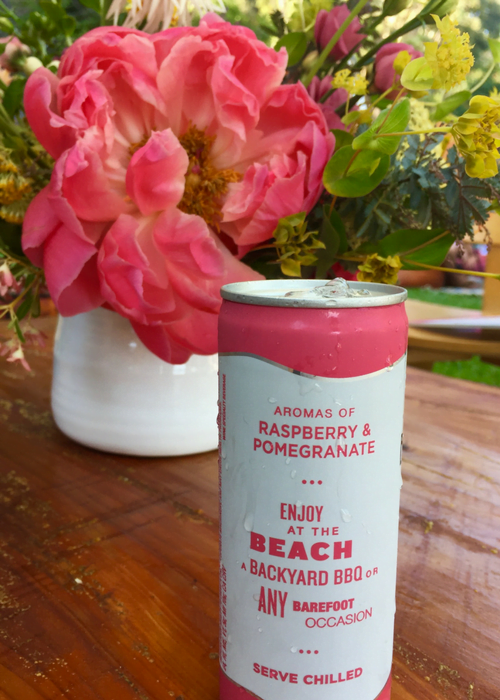 AROMAS OF
RASPBERRY &
POMEGRANATE
ENJOY
AT THE
BEACH
A BACKYARD BBQ OR
ANY BAREFOOT
OCCASION
SERVE CHILLED